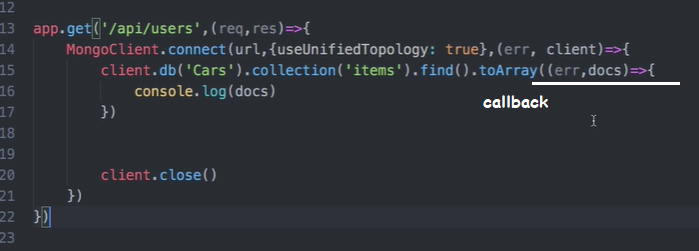 12
13 app.get('/api/users',(req,res)=>{
14 MongoClient.connect(url,{useUnifiedTopology: true},(err, client)=>{
15 client.db('Cars').collection('items').find().toArray((err,docs)=>{
16 console.log(docs)
callback
17 })
18
19
20 client.close()
21 })
22 })
23